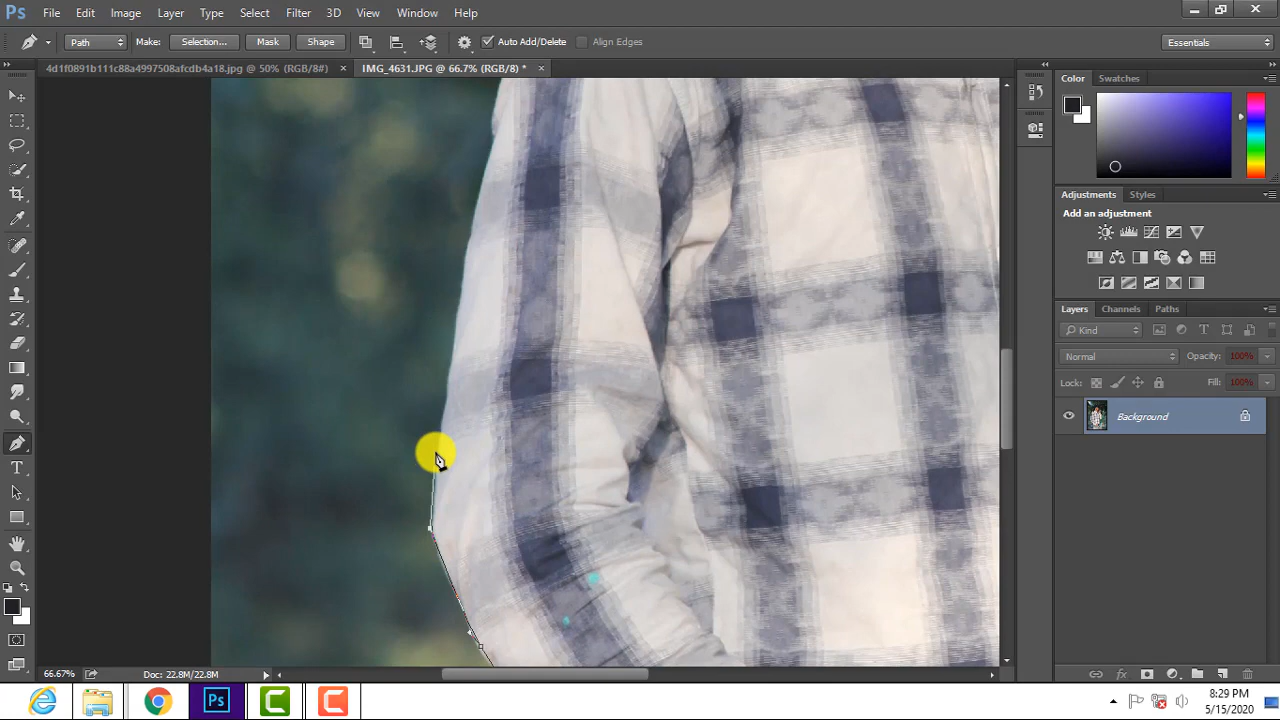 Ps File Edit Image Layer Type Select Filter 3D View Window Help
Path Make: Selection... Mask Shape Auto Add/Delete Align Edges Essentials
4d1f0891b111c88a4997508afcdb4a18.jpg @ 50% (RGB/8#) × IMG_4631.JPG @ 66.7% (RGB/8) * ×
Color Swatches
Adjustments Styles
Add an adjustment
Layers Channels Paths
Kind
Normal Opacity: 100%
Lock: Fill: 100%
Background
66.67% Doc: 22.8M/22.8M
Ps
8:29 PM
5/15/2020